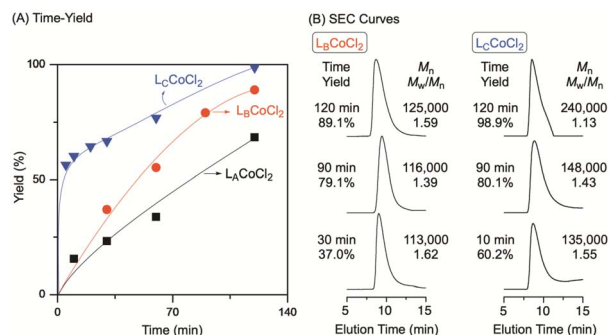 (A) Time-Yield
100
50
0
Yield (%)
0
70
140
Time (min)
LCCoCl2
LBCoCl2
LACoCl2
(B) SEC Curves
LBCoCl2
Time
Yield
Mn
Mw/Mn
120 min
89.1%
125,000
1.59
90 min
79.1%
116,000
1.39
30 min
37.0%
113,000
1.62
5
10
15
Elution Time (min)
LCCoCl2
Time
Yield
Mn
Mw/Mn
120 min
98.9%
240,000
1.13
90 min
80.1%
148,000
1.43
10 min
60.2%
135,000
1.55
5
10
15
Elution Time (min)